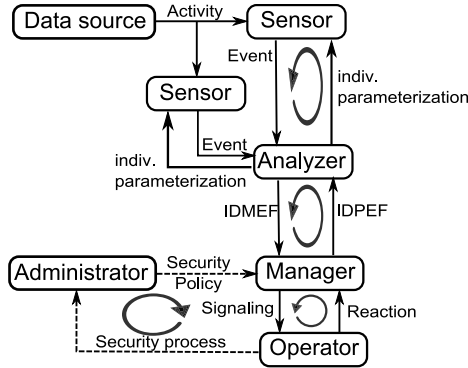 Data source
Activity
Sensor
Event
indiv.
parameterization
Sensor
Event
indiv.
parameterization
Analyzer
IDMEF
IDPEF
Administrator
Security
Policy
Manager
Signaling
Reaction
Security process
Operator